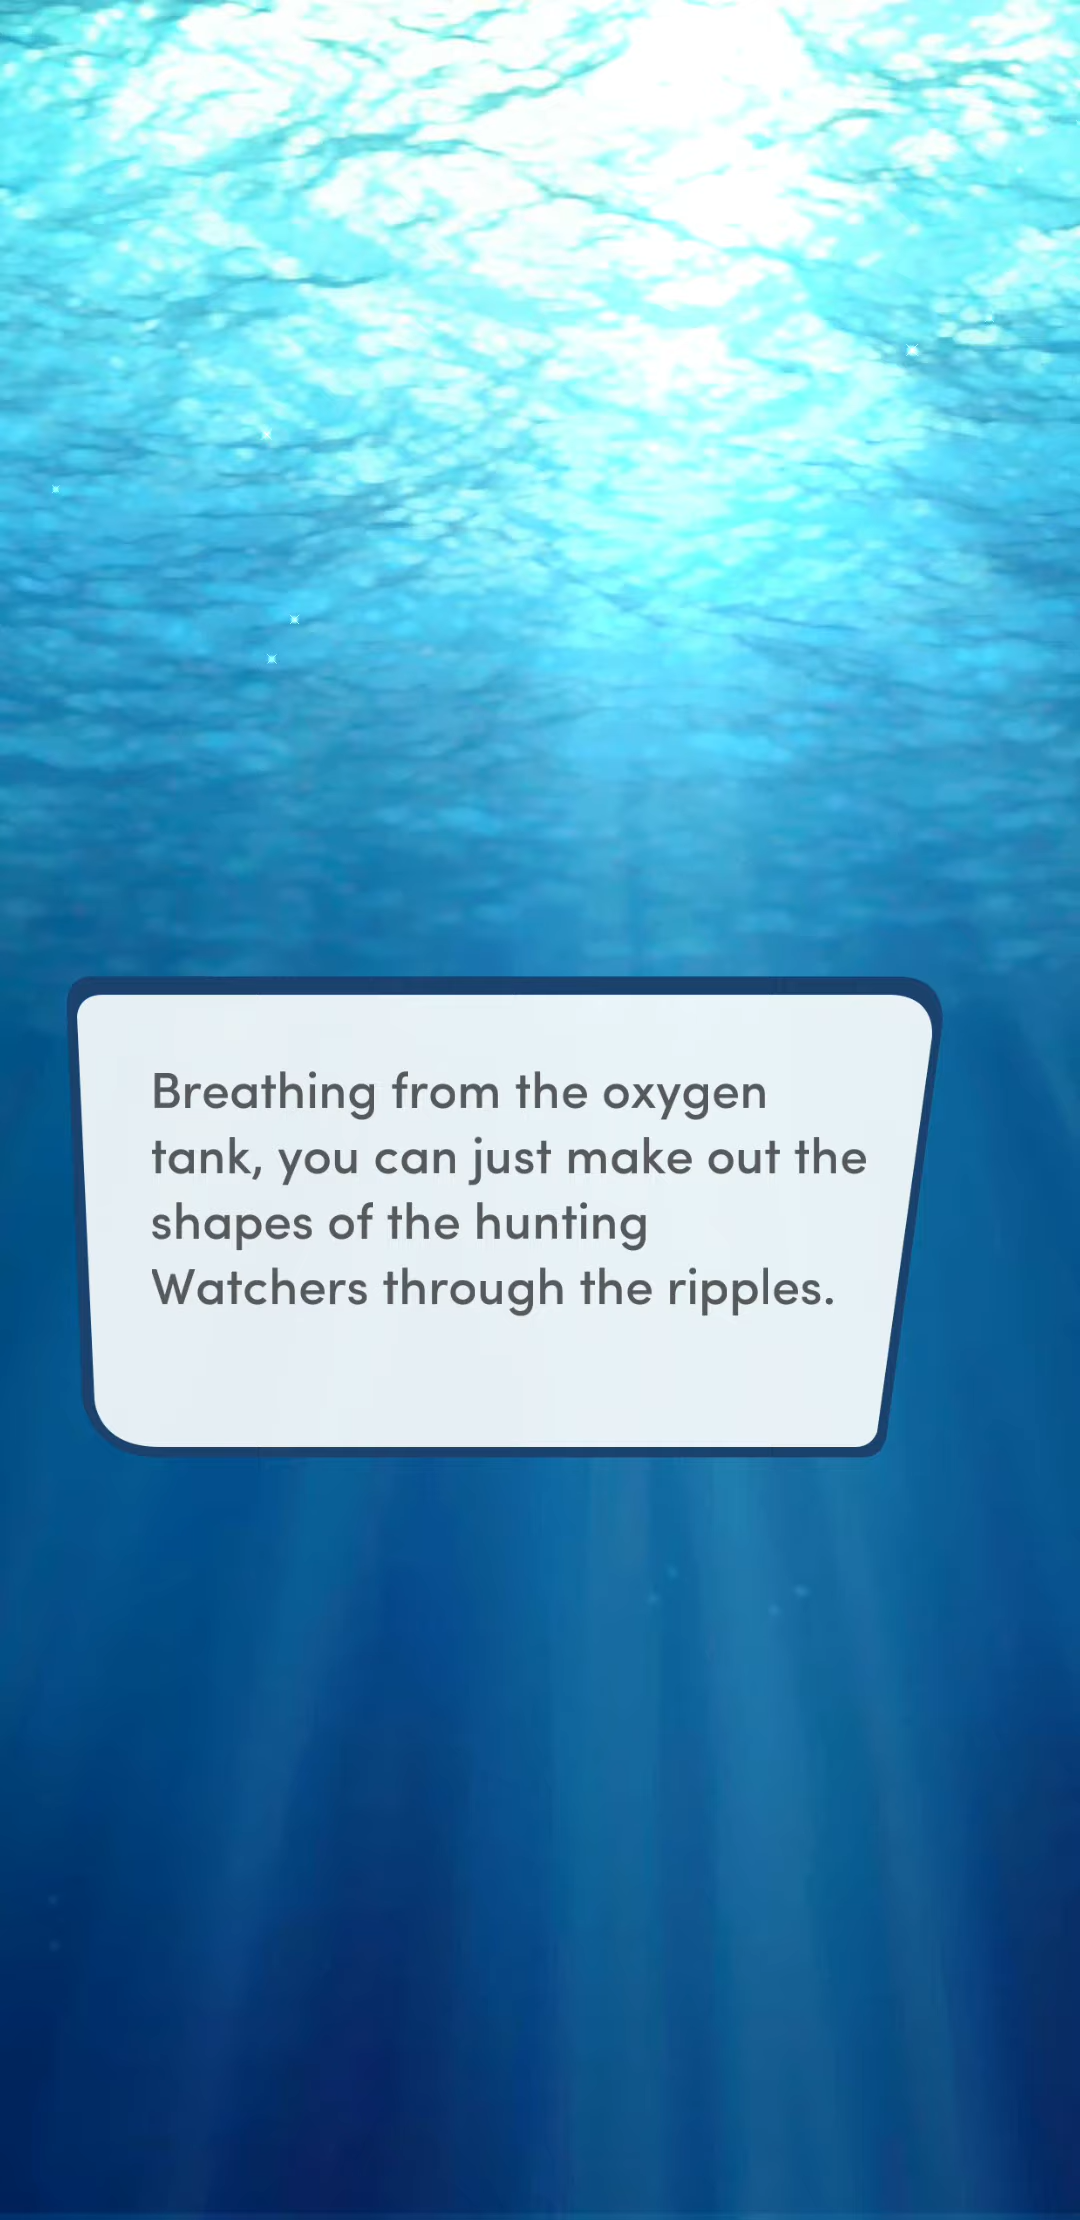 Breathing from the oxygen
tank, you can just make out the
shapes of the hunting
Watchers through the ripples.